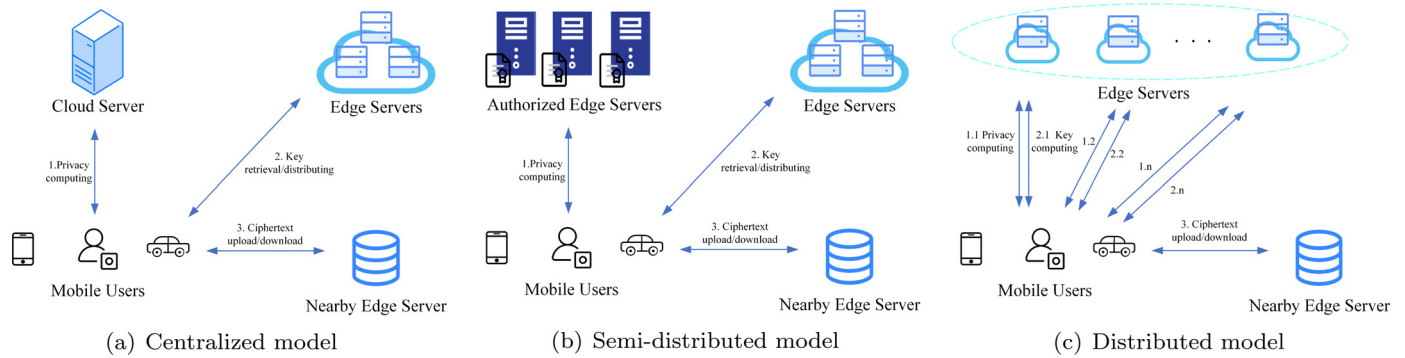 Cloud Server
Edge Servers
1.Privacy
computing
2. Key
retrieval/distributing
3. Ciphertext
upload/download
Mobile Users
Nearby Edge Server
(a) Centralized model
Authorized Edge Servers
Edge Servers
1.Privacy
computing
2. Key
retrieval/distributing
3. Ciphertext
upload/download
Mobile Users
Nearby Edge Server
(b) Semi-distributed model
. . .
Edge Servers
1.1 Privacy
computing
2.1 Key
computing
1.2
2.2
1.n
2.n
3. Ciphertext
upload/download
Mobile Users
Nearby Edge Server
(c) Distributed model